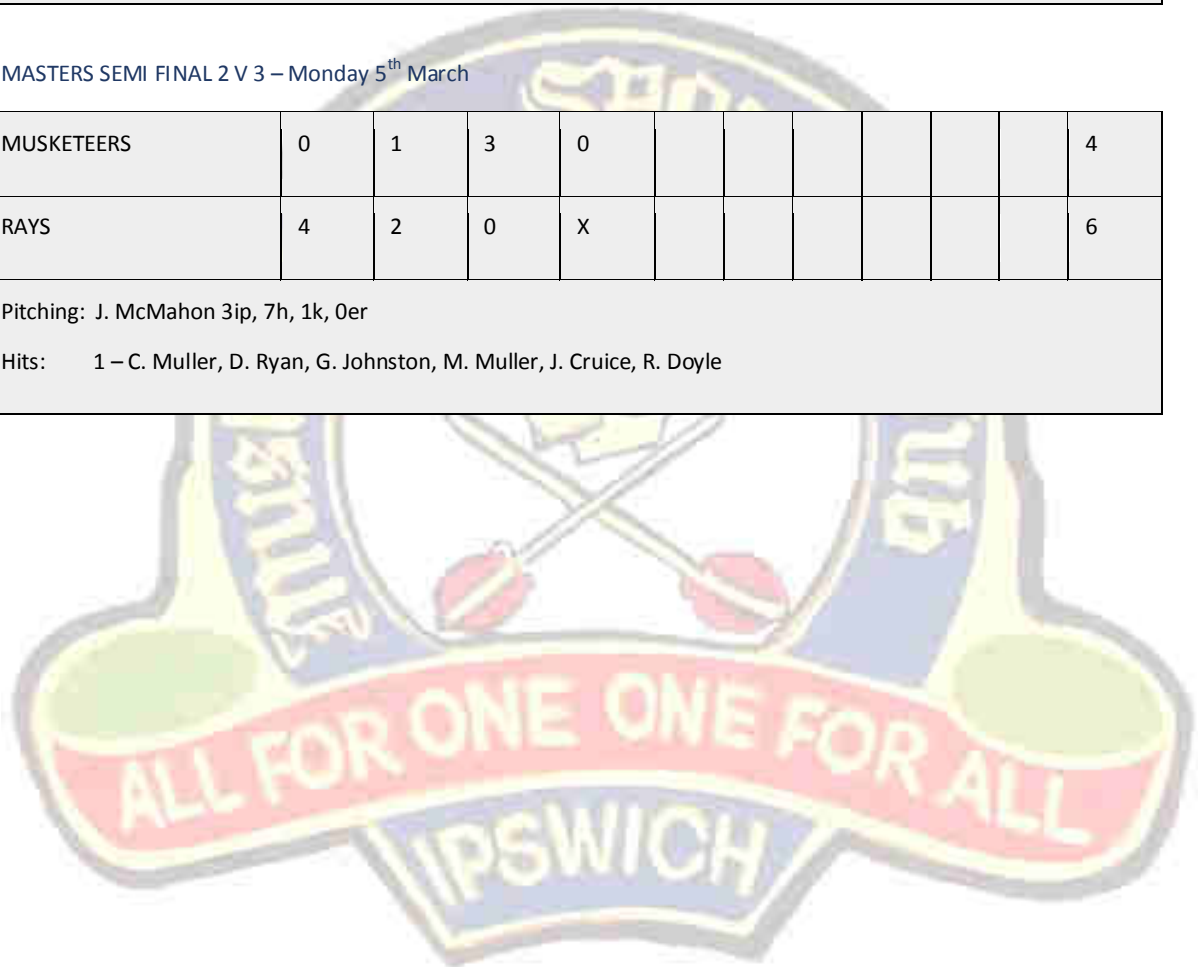 MASTERS SEMI FINAL 2 V 3 – Monday 5th March
MUSKETEERS 0 1 3 0 4
RAYS 4 2 0 X 6
Pitching: J. McMahon 3ip, 7h, 1k, 0er
Hits: 1 – C. Muller, D. Ryan, G. Johnston, M. Muller, J. Cruice, R. Doyle
ALL FOR ONE ONE FOR ALL
IPSWICH